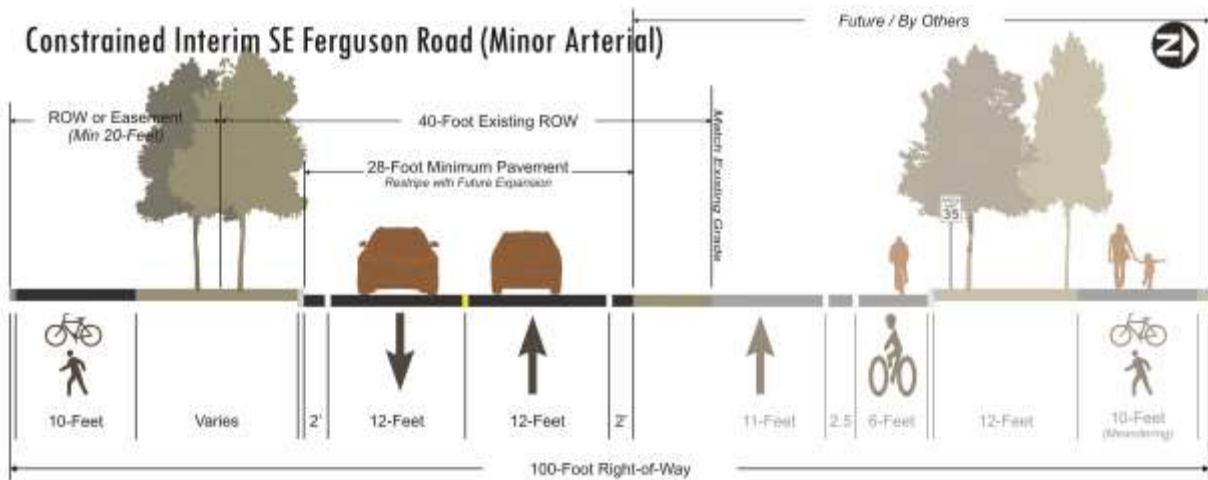 Constrained Interim SE Ferguson Road (Minor Arterial)
Future / By Others
N
ROW or Easement
(Min 20-Feet)
40-Foot Existing ROW
28-Foot Minimum Pavement
Restripe with Future Expansion
Match Existing Grade
35
10-Feet
Varies
2'
12-Feet
12-Feet
2'
11-Feet
2.5
6-Feet
12-Feet
10-Feet
(Meandering)
100-Foot Right-of-Way